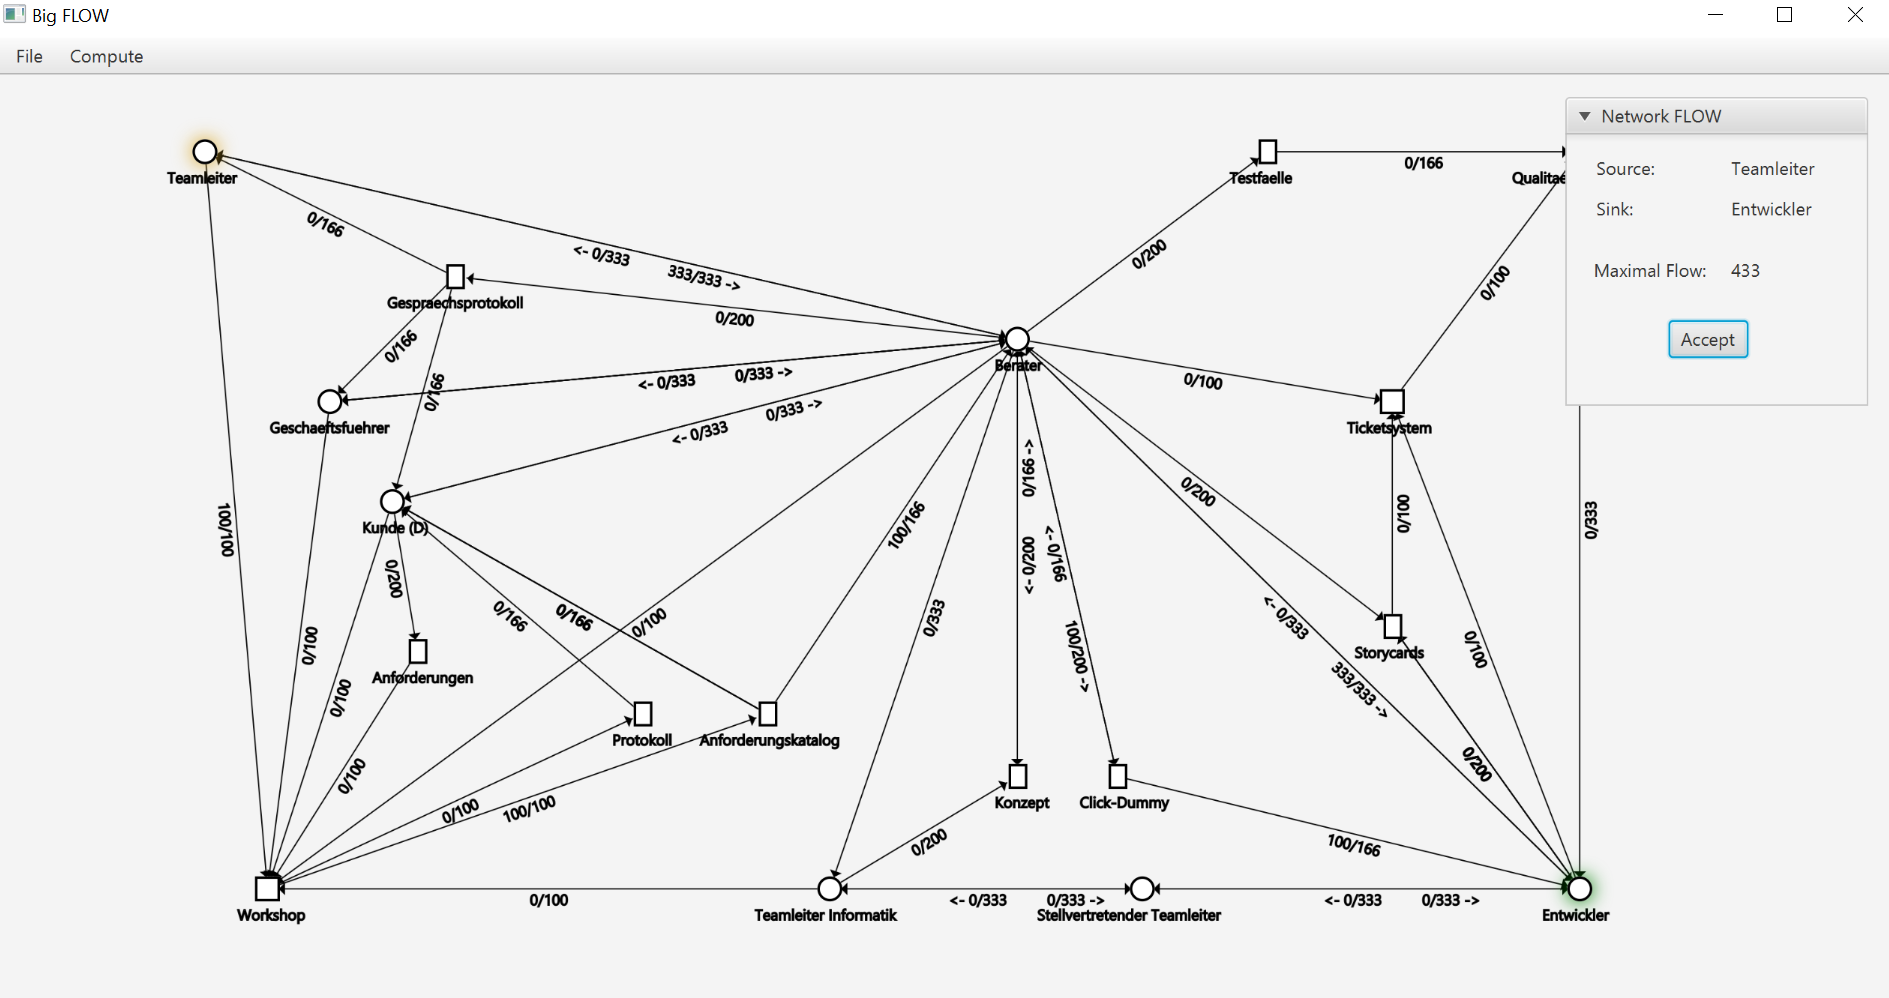 Big FLOW
File Compute
Network FLOW
Source: Teamleiter
Sink: Entwickler
Maximal Flow: 433
Accept
Teamleiter
Testfaelle
0/166
Qualitae
0/166
<- 0/333
333/333 ->
0/200
0/100
Gespraechsprotokoll
0/200
0/166
Berater
<- 0/333
0/333 ->
0/100
0/166
<- 0/333
0/333 ->
Geschaeftsfuehrer
Ticketsystem
0/166 ->
0/200
100/100
100/166
0/100
0/333
Kunde (D)
<- 0/200
<- 0/166
0/200
0/166
0/166
0/100
0/333
<- 0/333
0/100
0/100
100/200 ->
Storycards
333/333 ->
Anforderungen
0/100
Protokoll
Anforderungskatalog
0/200
0/100
Konzept
Click-Dummy
0/100
100/100
0/200
100/166
0/100
<- 0/333
0/333 ->
<- 0/333
0/333 ->
Workshop
Teamleiter Informatik
Stellvertretender Teamleiter
Entwickler